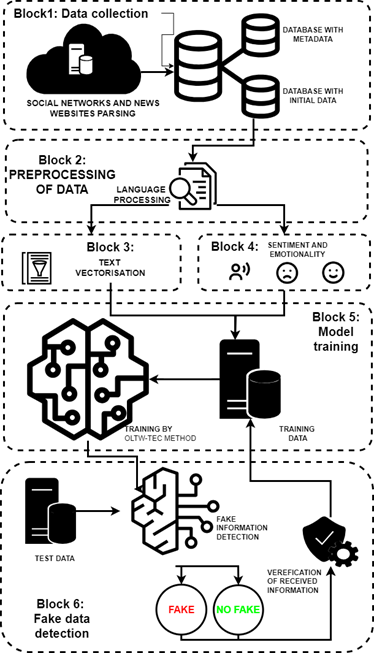 Block1: Data collection
DATABASE WITH
METADATA
SOCIAL NETWORKS AND NEWS
WEBSITES PARSING
DATABASE WITH
INITIAL DATA
Block 2:
PREPROCESSING
OF DATA
LANGUAGE
PROCESSING
Block 3:
TEXT
VECTORISATION
Block 4:
SENTIMENT AND
EMOTIONALITY
Block 5:
Model
training
TRAINING BY
OLTW-TEC METHOD
TRAINING
DATA
TEST DATA
FAKE
INFORMATION
DETECTION
VEREFICATION OF
RECEIVED
INFORMATION
Block 6:
Fake data
detection
FAKE
NO FAKE